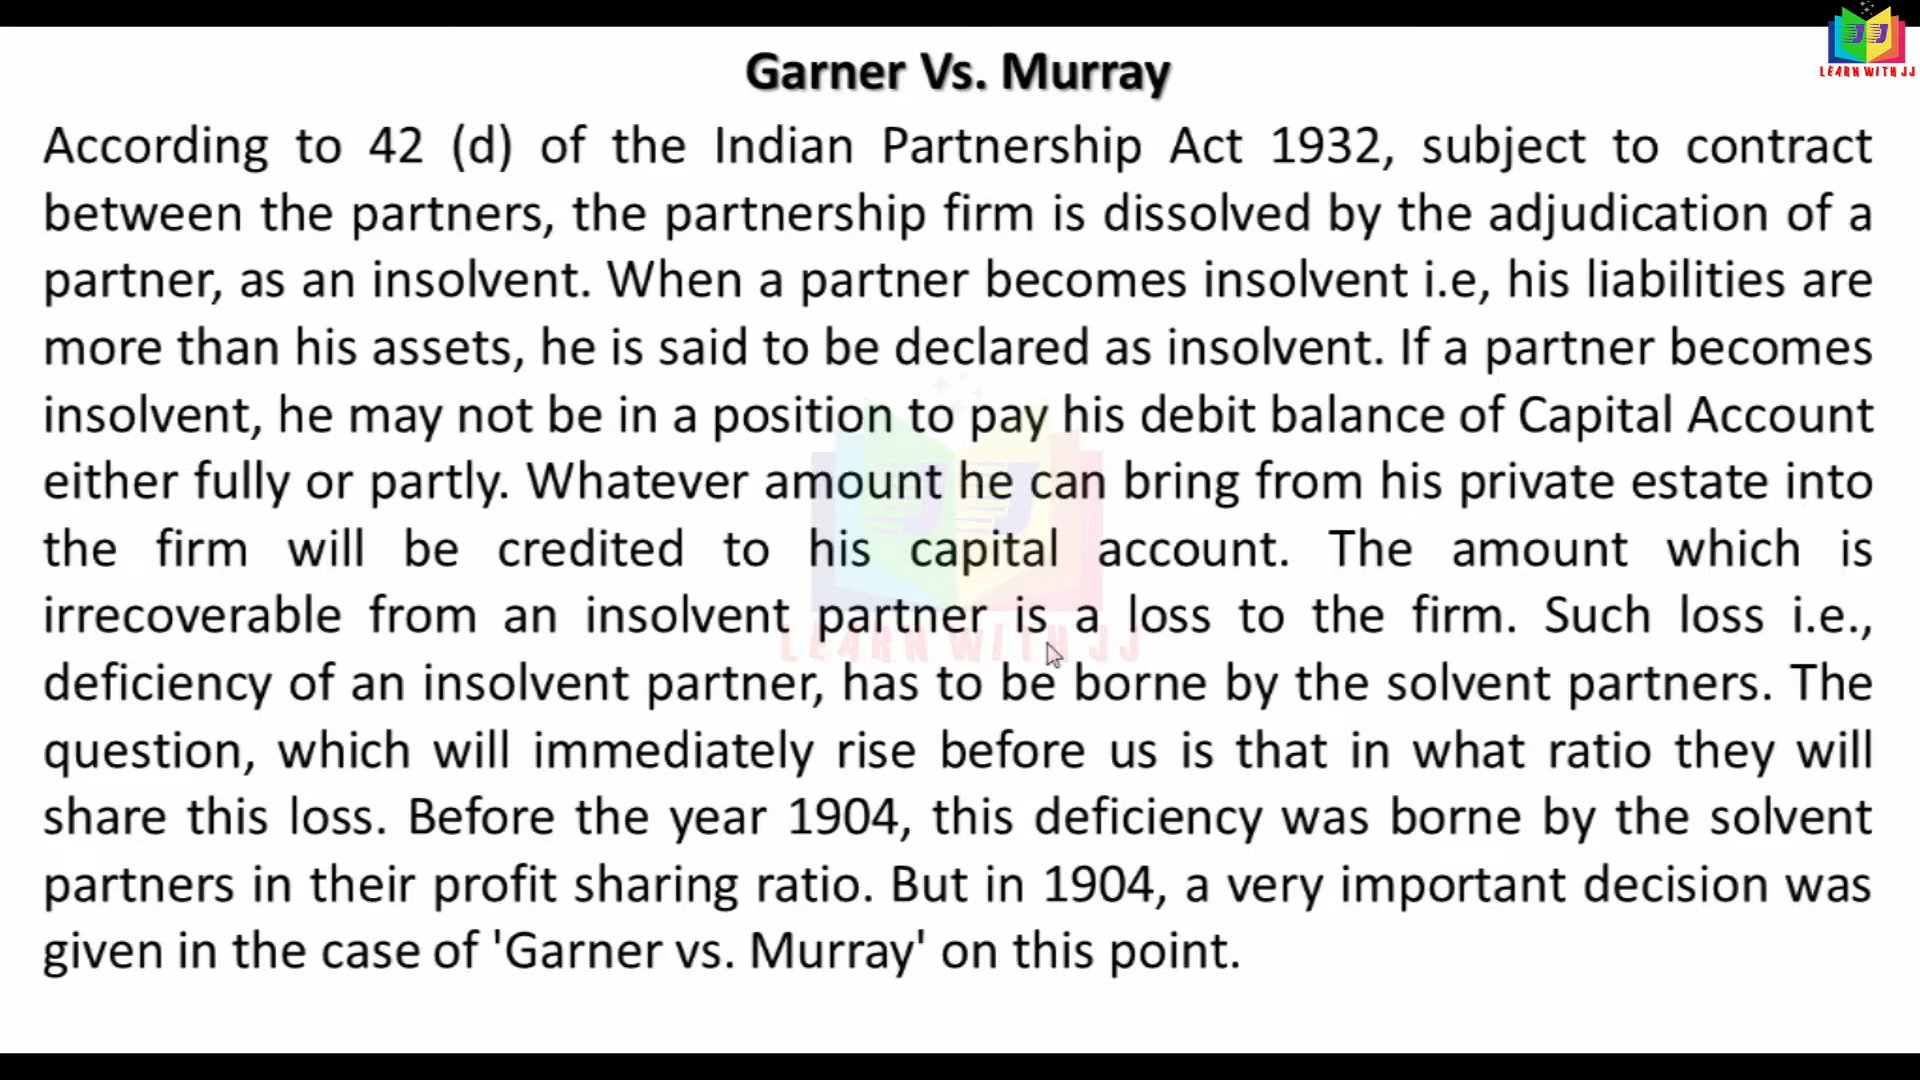 LEARN WITH JJ
Garner Vs. Murray
According to 42 (d) of the Indian Partnership Act 1932, subject to contract
between the partners, the partnership firm is dissolved by the adjudication of a
partner, as an insolvent. When a partner becomes insolvent i.e, his liabilities are
more than his assets, he is said to be declared as insolvent. If a partner becomes
insolvent, he may not be in a position to pay his debit balance of Capital Account
either fully or partly. Whatever amount he can bring from his private estate into
the firm will be credited to his capital account. The amount which is
irrecoverable from an insolvent partner is a loss to the firm. Such loss i.e.,
LEARN WITH JJ
deficiency of an insolvent partner, has to be borne by the solvent partners. The
question, which will immediately rise before us is that in what ratio they will
share this loss. Before the year 1904, this deficiency was borne by the solvent
partners in their profit sharing ratio. But in 1904, a very important decision was
given in the case of 'Garner vs. Murray' on this point.